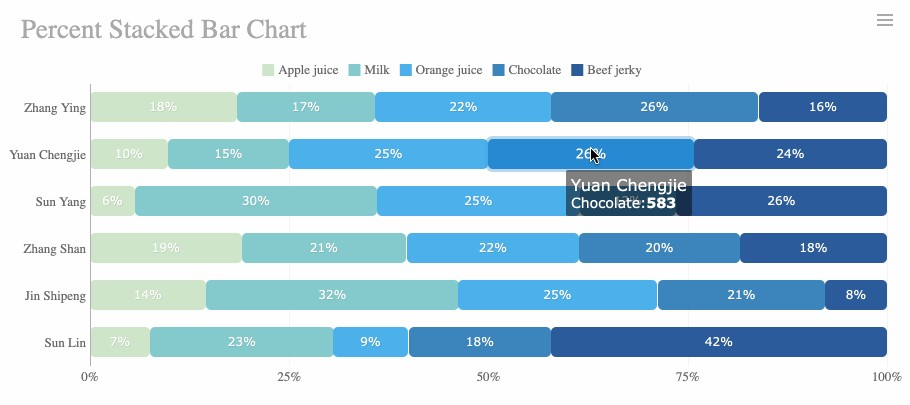 Percent Stacked Bar Chart
Apple juice Milk Orange juice Chocolate Beef jerky
Zhang Ying 18% 17% 22% 26% 16%
Yuan Chengjie 10% 15% 25% 26% 24%
Yuan Chengjie
Chocolate:583
Sun Yang 6% 30% 25% 26%
Zhang Shan 19% 21% 22% 20% 18%
Jin Shipeng 14% 32% 25% 21% 8%
Sun Lin 7% 23% 9% 18% 42%
0% 25% 50% 75% 100%